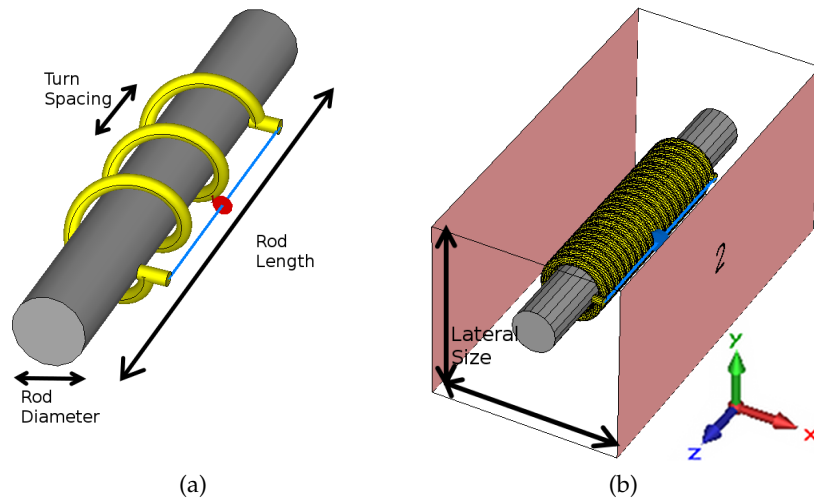 Turn
Spacing
Rod
Length
Rod
Diameter
(a)
2
Lateral
Size
y
x
z
(b)